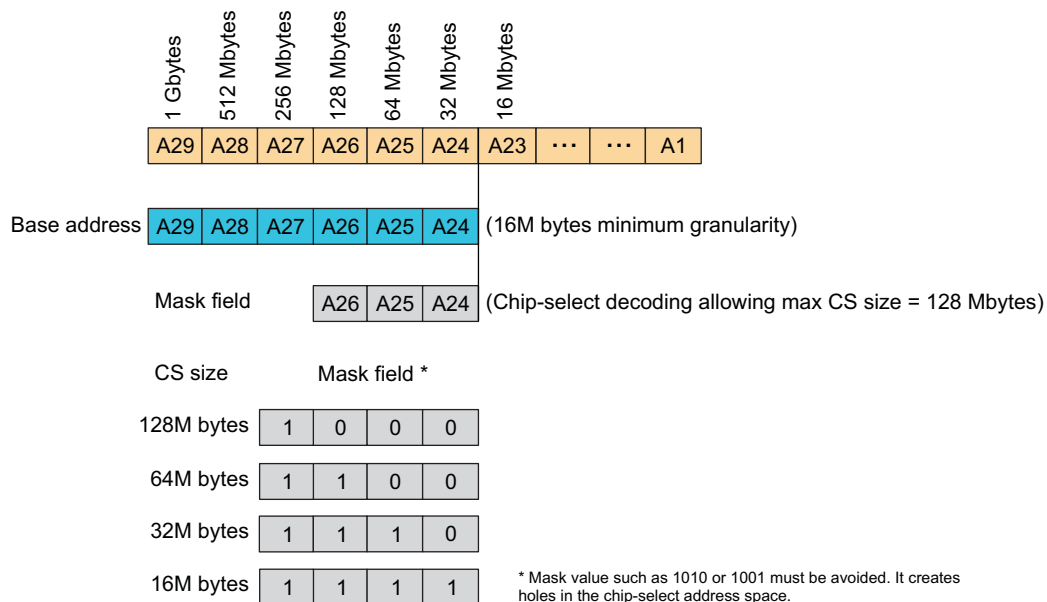 1 Gbytes
512 Mbytes
256 Mbytes
128 Mbytes
64 Mbytes
32 Mbytes
16 Mbytes
A29 A28 A27 A26 A25 A24 A23 ... ... A1
Base address A29 A28 A27 A26 A25 A24 (16M bytes minimum granularity)
Mask field A26 A25 A24 (Chip-select decoding allowing max CS size = 128 Mbytes)
CS size Mask field *
128M bytes 1 0 0 0
64M bytes 1 1 0 0
32M bytes 1 1 1 0
16M bytes 1 1 1 1
* Mask value such as 1010 or 1001 must be avoided. It creates
holes in the chip-select address space.